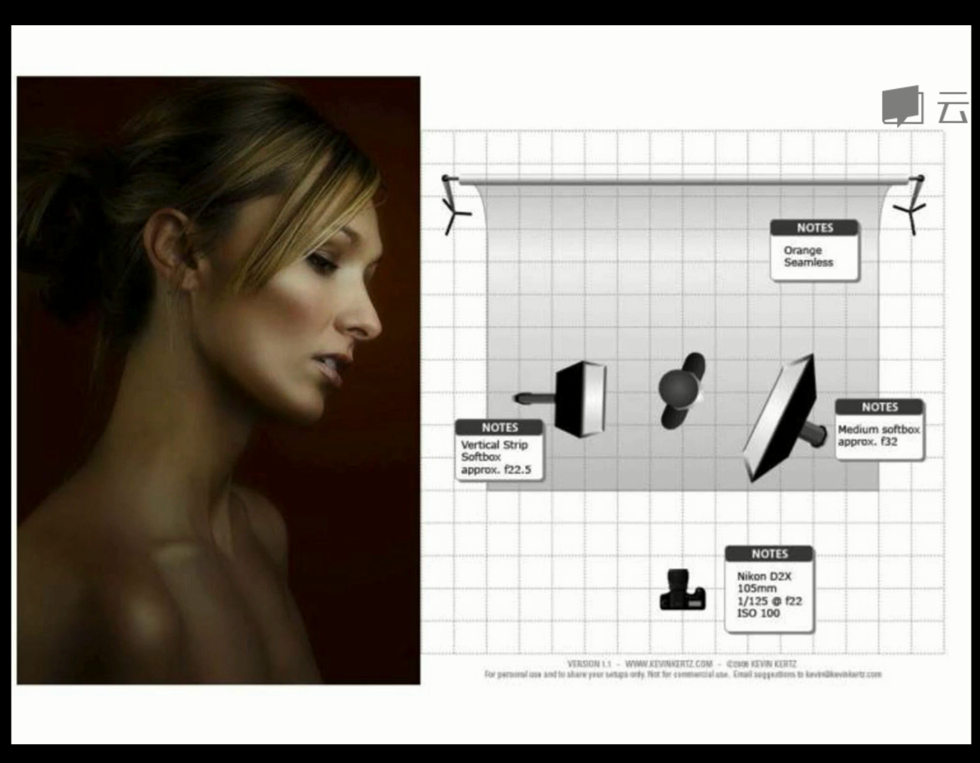 云
NOTES
Orange
Seamless
NOTES
Medium softbox
approx. f32
NOTES
Vertical Strip
Softbox
approx. f22.5
NOTES
Nikon D2X
105mm
1/125 @ f22
ISO 100
VERSION 1.1 - WWW.KEVINKERTZ.COM - ©2006 KEVIN KERTZ
For personal use and to share your setups only. Not for commercial use. Email suggestions to kevin@kevinkertz.com